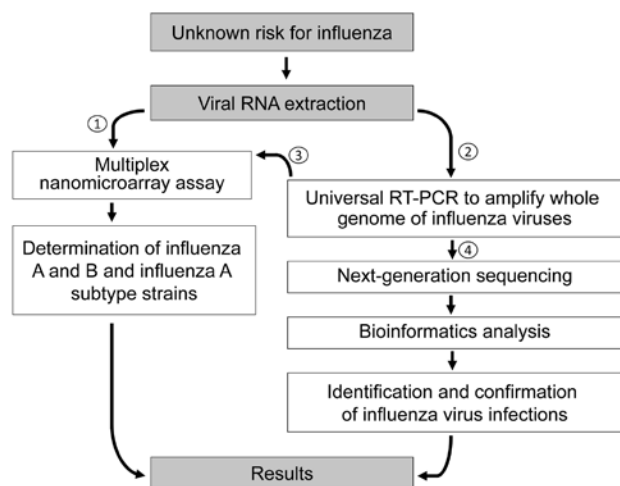 Unknown risk for influenza
Viral RNA extraction
①
②
③
Multiplex
nanomicroarray assay
Universal RT-PCR to amplify whole
genome of influenza viruses
④
Determination of influenza
A and B and influenza A
subtype strains
Next-generation sequencing
Bioinformatics analysis
Identification and confirmation
of influenza virus infections
Results